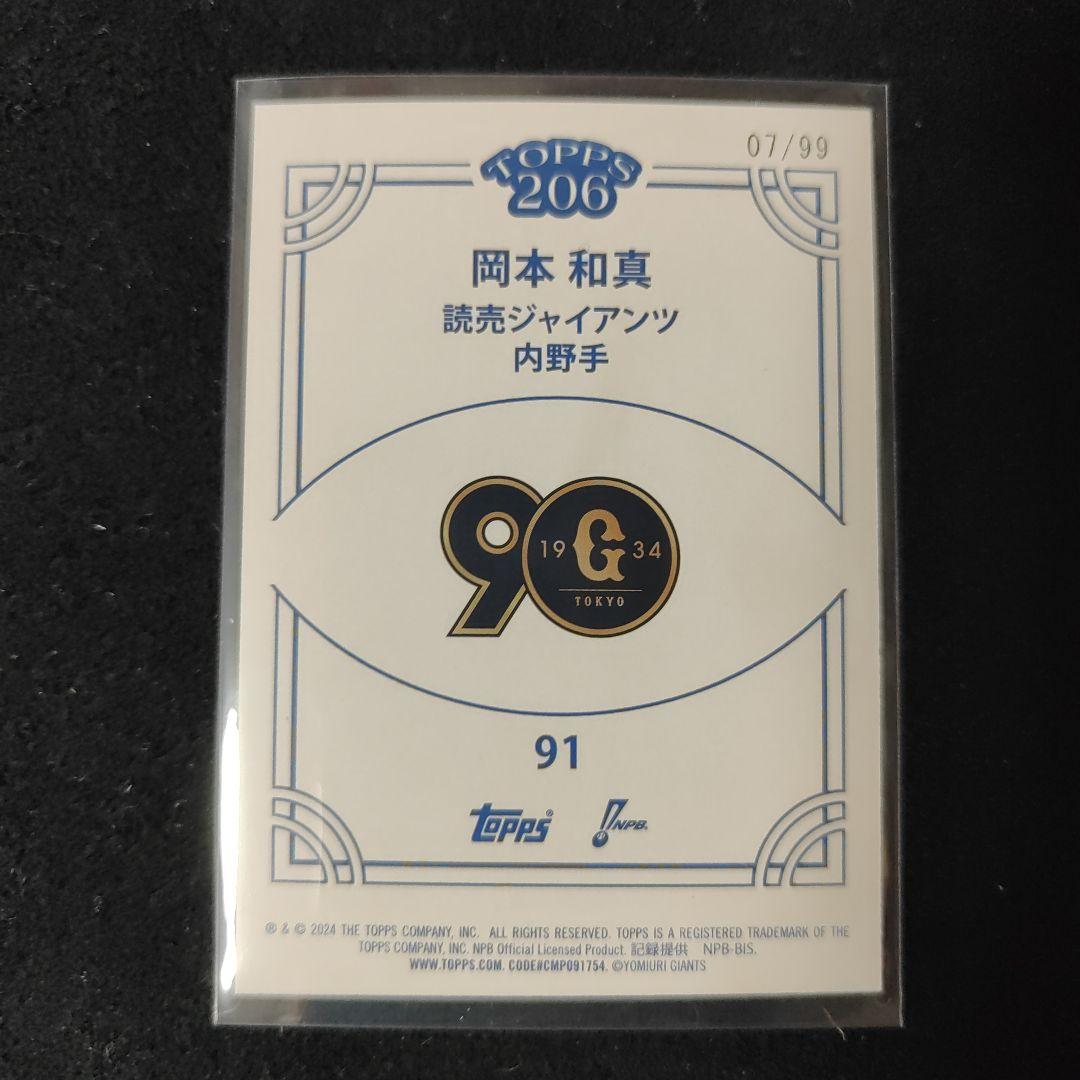 07/99
TOPPS
206
岡本 和真
読売ジャイアンツ
内野手
90
19 G 34
TOKYO
91
topps® NPB®
® & © 2024 THE TOPPS COMPANY, INC. ALL RIGHTS RESERVED. TOPPS IS A REGISTERED TRADEMARK OF THE
TOPPS COMPANY, INC. NPB Official Licensed Product. 記録提供 NPB-BIS.
WWW.TOPPS.COM. CODE#CMP091754. ©YOMIURI GIANTS